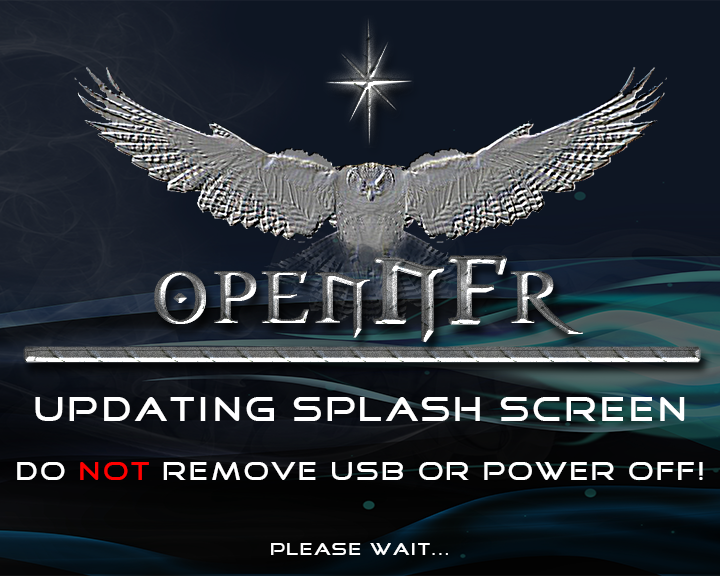 OPENNFR
UPDATING SPLASH SCREEN
DO NOT REMOVE USB OR POWER OFF!
PLEASE WAIT...